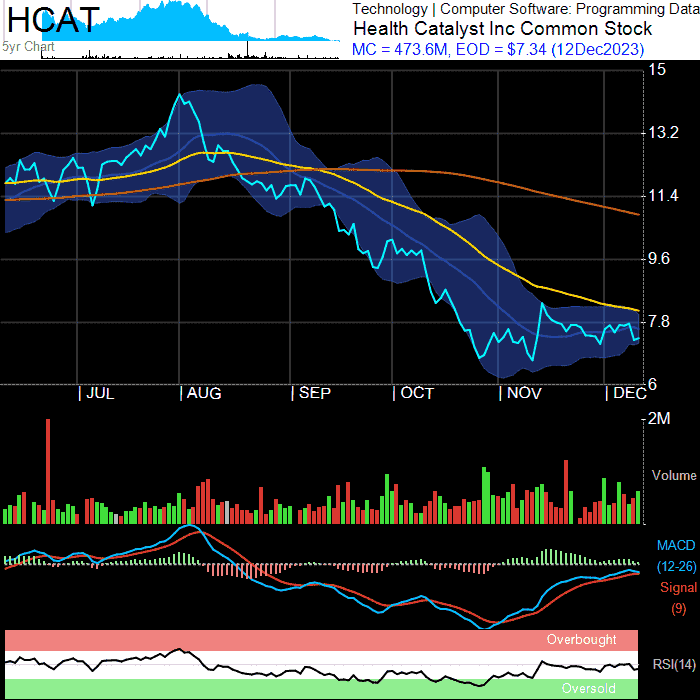 HCAT
5yr Chart
Technology | Computer Software: Programming Data
Health Catalyst Inc Common Stock
MC = 473.6M, EOD = $7.34 (12Dec2023)
15
13.2
11.4
9.6
7.8
6
| JUL | AUG | SEP | OCT | NOV | DEC
2M
Volume
MACD
(12-26)
Signal
(9)
Overbought
RSI(14)
Oversold